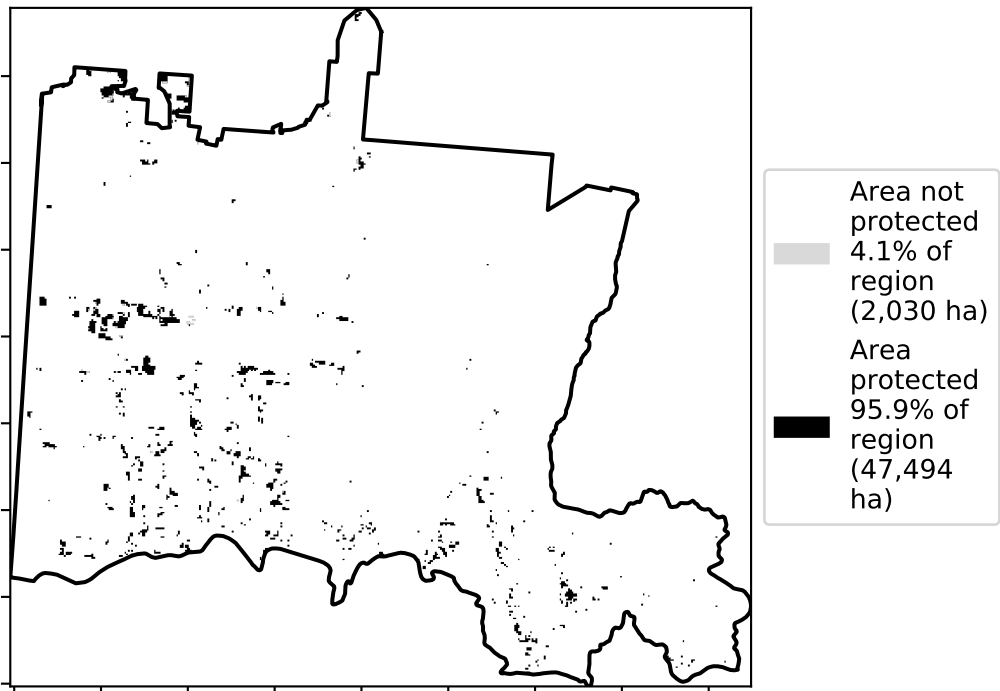 Area not
protected
4.1% of
region
(2,030 ha)
Area
protected
95.9% of
region
(47,494
ha)